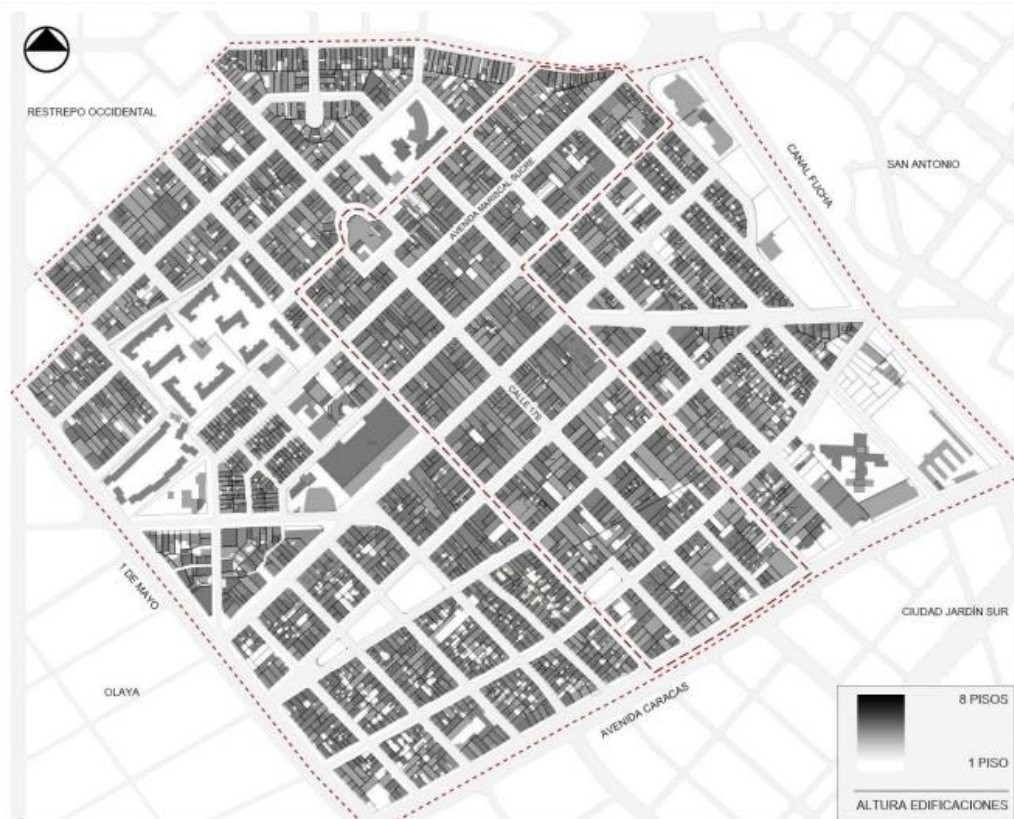 RESTREPO OCCIDENTAL
CANAL FUCHA
SAN ANTONIO
AVENIDA MARISCAL SUCRE
CALLE 17S
1 DE MAYO
CIUDAD JARDÍN SUR
OLAYA
AVENIDA CARACAS
8 PISOS
1 PISO
ALTURA EDIFICACIONES